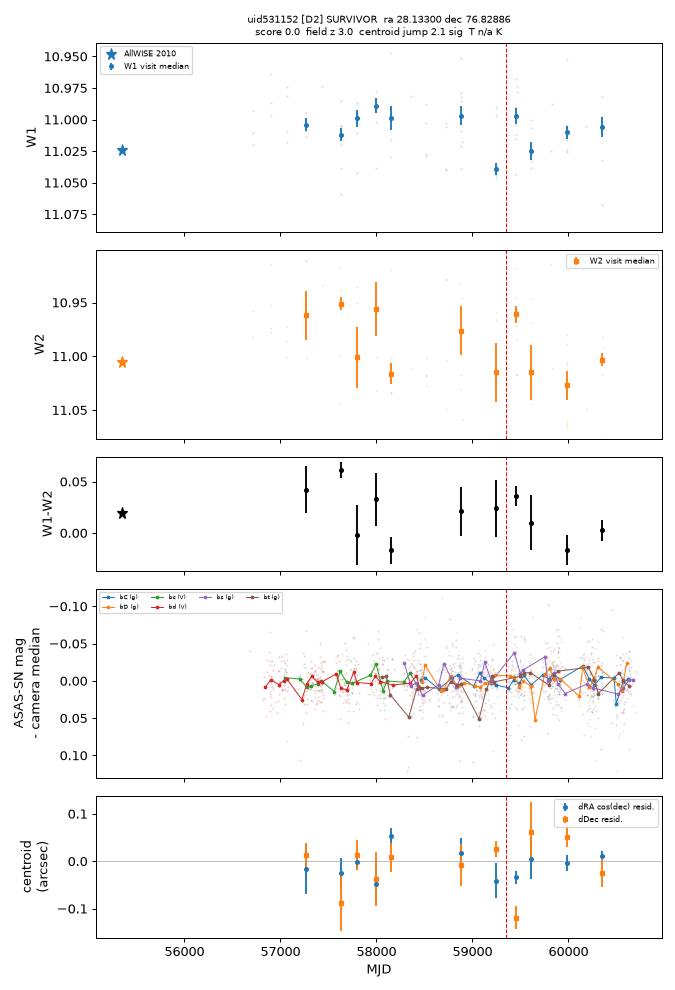 uid531152 [D2] SURVIVOR  ra 28.13300 dec 76.82886
score 0.0  field z 3.0  centroid jump 2.1 sig  T n/a K
10.950
10.975
11.000
11.025
11.050
11.075
W1
AllWISE 2010
W1 visit median
10.95
11.00
11.05
W2
W2 visit median
0.05
0.00
W1-W2
−0.10
−0.05
0.00
0.05
0.10
ASAS-SN mag
- camera median
bC (g)
bD (g)
bc (V)
bd (V)
bs (g)
bt (g)
0.1
0.0
−0.1
centroid
(arcsec)
dRA cos(dec) resid.
dDec resid.
56000
57000
58000
59000
60000
MJD